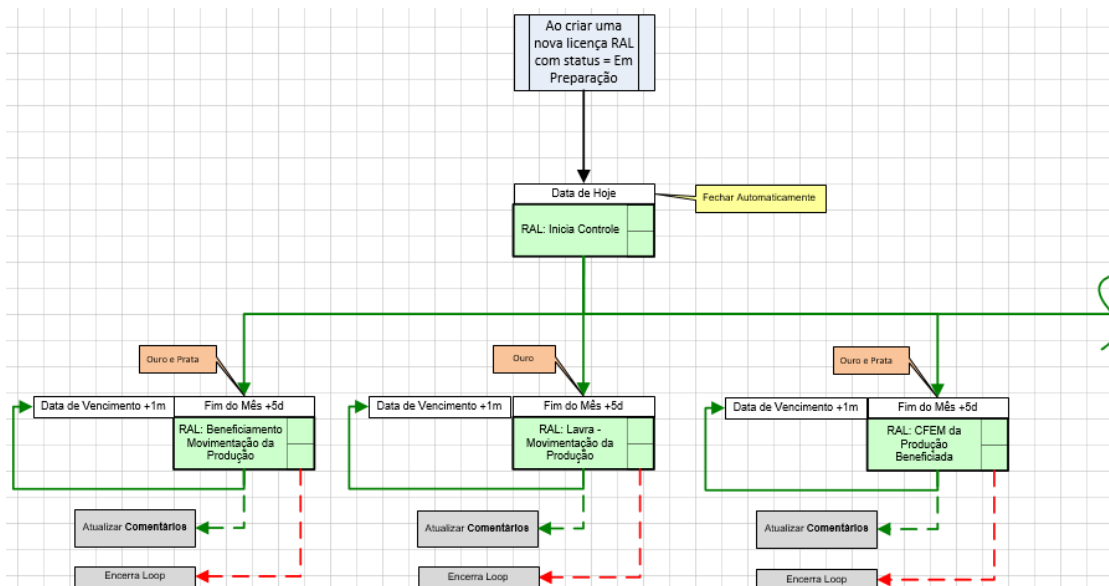 Ao criar uma
nova licença RAL
com status = Em
Preparação
Data de Hoje
Fechar Automaticamente
RAL: Inicia Controle
Ouro e Prata
Ouro
Ouro e Prata
Data de Vencimento +1m
Fim do Mês +5d
Data de Vencimento +1m
Fim do Mês +5d
Data de Vencimento +1m
Fim do Mês +5d
RAL: Beneficiamento
Movimentação da
Produção
RAL: Lavra -
Movimentação da
Produção
RAL: CFEM da
Produção
Beneficiada
Atualizar Comentários
Atualizar Comentários
Atualizar Comentários
Encerra Loop
Encerra Loop
Encerra Loop